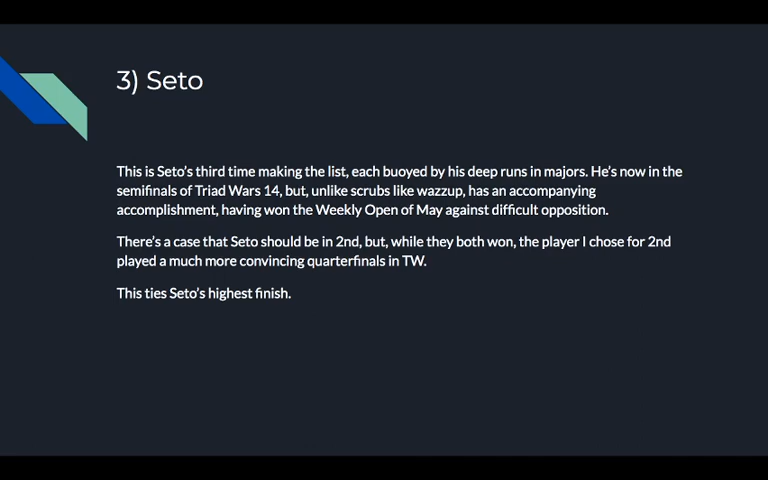 3) Seto
This is Seto's third time making the list, each buoyed by his deep runs in majors. He's now in the
semifinals of Triad Wars 14, but, unlike scrubs like wazzup, has an accompanying
accomplishment, having won the Weekly Open of May against difficult opposition.
There's a case that Seto should be in 2nd, but, while they both won, the player I chose for 2nd
played a much more convincing quarterfinals in TW.
This ties Seto's highest finish.